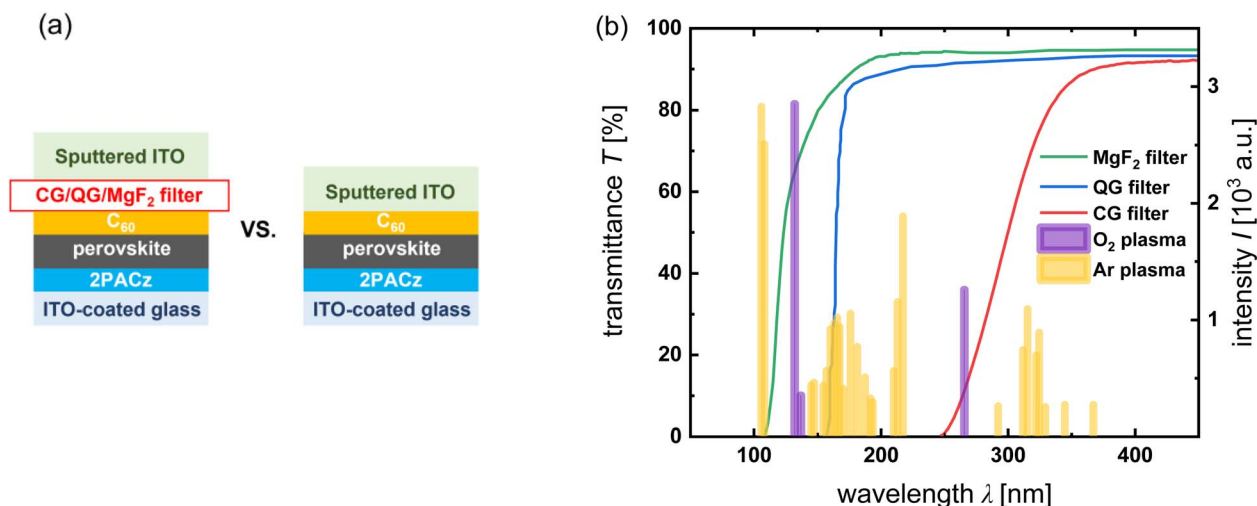 (a)
Sputtered ITO
CG/QG/MgF₂ filter
C₆₀
perovskite
2PACz
ITO-coated glass
VS.
Sputtered ITO
C₆₀
perovskite
2PACz
ITO-coated glass
(b)
transmittance T [%]
100
80
60
40
20
0
MgF₂ filter
QG filter
CG filter
O₂ plasma
Ar plasma
3
2
1
intensity I [10³ a.u.]
100
200
300
400
wavelength λ [nm]